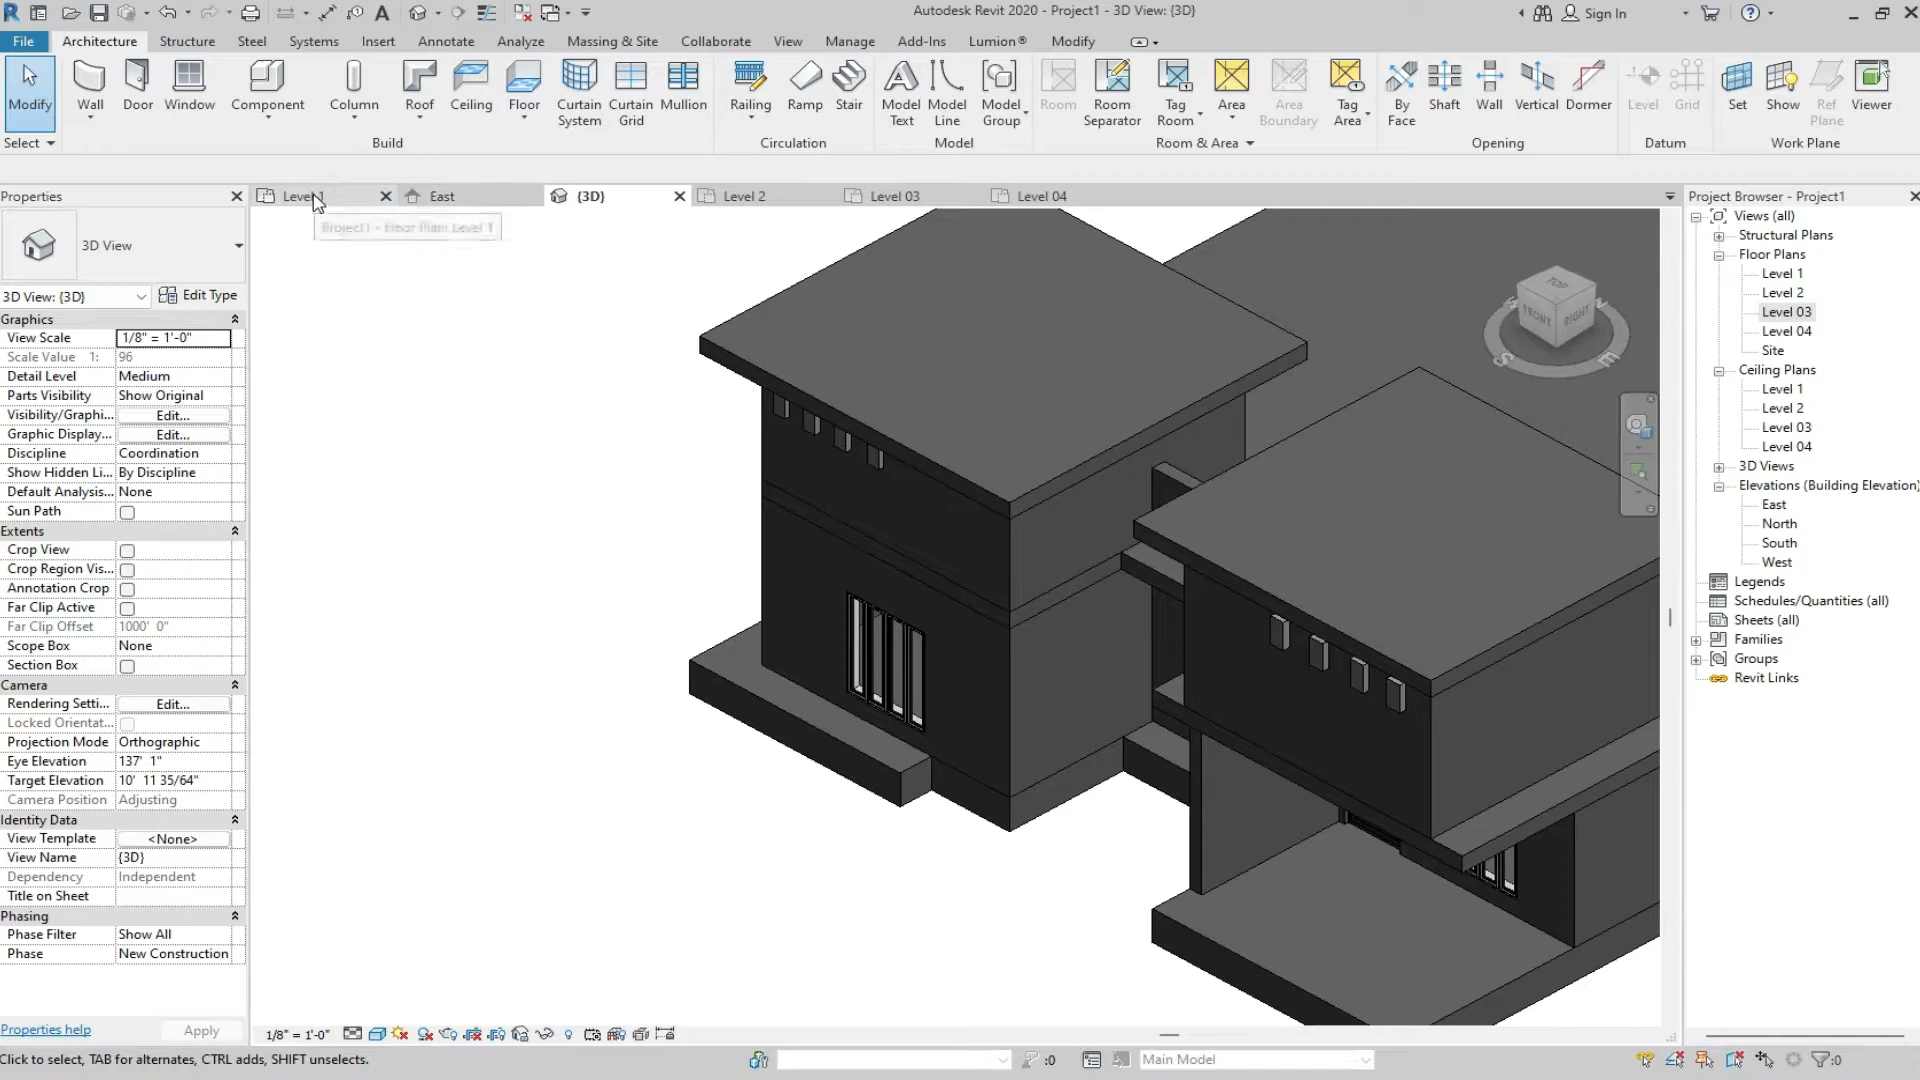 Autodesk Revit 2020 - Project1 - 3D View: {3D}
Sign In
File Architecture Structure Steel Systems Insert Annotate Analyze Massing & Site Collaborate View Manage Add-Ins Lumion® Modify
Modify Wall Door Window Component Column Roof Ceiling Floor Curtain System Curtain Grid Mullion Railing Ramp Stair Model Text Model Line Model Group Room Room Separator Tag Room Area Area Boundary Tag Area By Face Shaft Wall Vertical Dormer Level Grid Set Show Ref Plane Viewer
Select Build Circulation Model Room & Area Opening Datum Work Plane
Properties
Level 1 East {3D} Level 2 Level 03 Level 04
Project1 - Floor Plan: Level 1
3D View
3D View: {3D} Edit Type
Graphics
View Scale 1/8" = 1'-0"
Scale Value 1: 96
Detail Level Medium
Parts Visibility Show Original
Visibility/Graphi... Edit...
Graphic Display... Edit...
Discipline Coordination
Show Hidden Li... By Discipline
Default Analysis... None
Sun Path
Extents
Crop View
Crop Region Vis...
Annotation Crop
Far Clip Active
Far Clip Offset 1000' 0"
Scope Box None
Section Box
Camera
Rendering Setti... Edit...
Locked Orientat...
Projection Mode Orthographic
Eye Elevation 137' 1"
Target Elevation 10' 11 35/64"
Camera Position Adjusting
Identity Data
View Template <None>
View Name {3D}
Dependency Independent
Title on Sheet
Phasing
Phase Filter Show All
Phase New Construction
Properties help Apply
TOP
FRONT RIGHT
S E
Project Browser - Project1
Views (all)
Structural Plans
Floor Plans
Level 1
Level 2
Level 03
Level 04
Site
Ceiling Plans
Level 1
Level 2
Level 03
Level 04
3D Views
Elevations (Building Elevation)
East
North
South
West
Legends
Schedules/Quantities (all)
Sheets (all)
Families
Groups
Revit Links
1/8" = 1'-0"
Click to select, TAB for alternates, CTRL adds, SHIFT unselects.
:0 Main Model :0